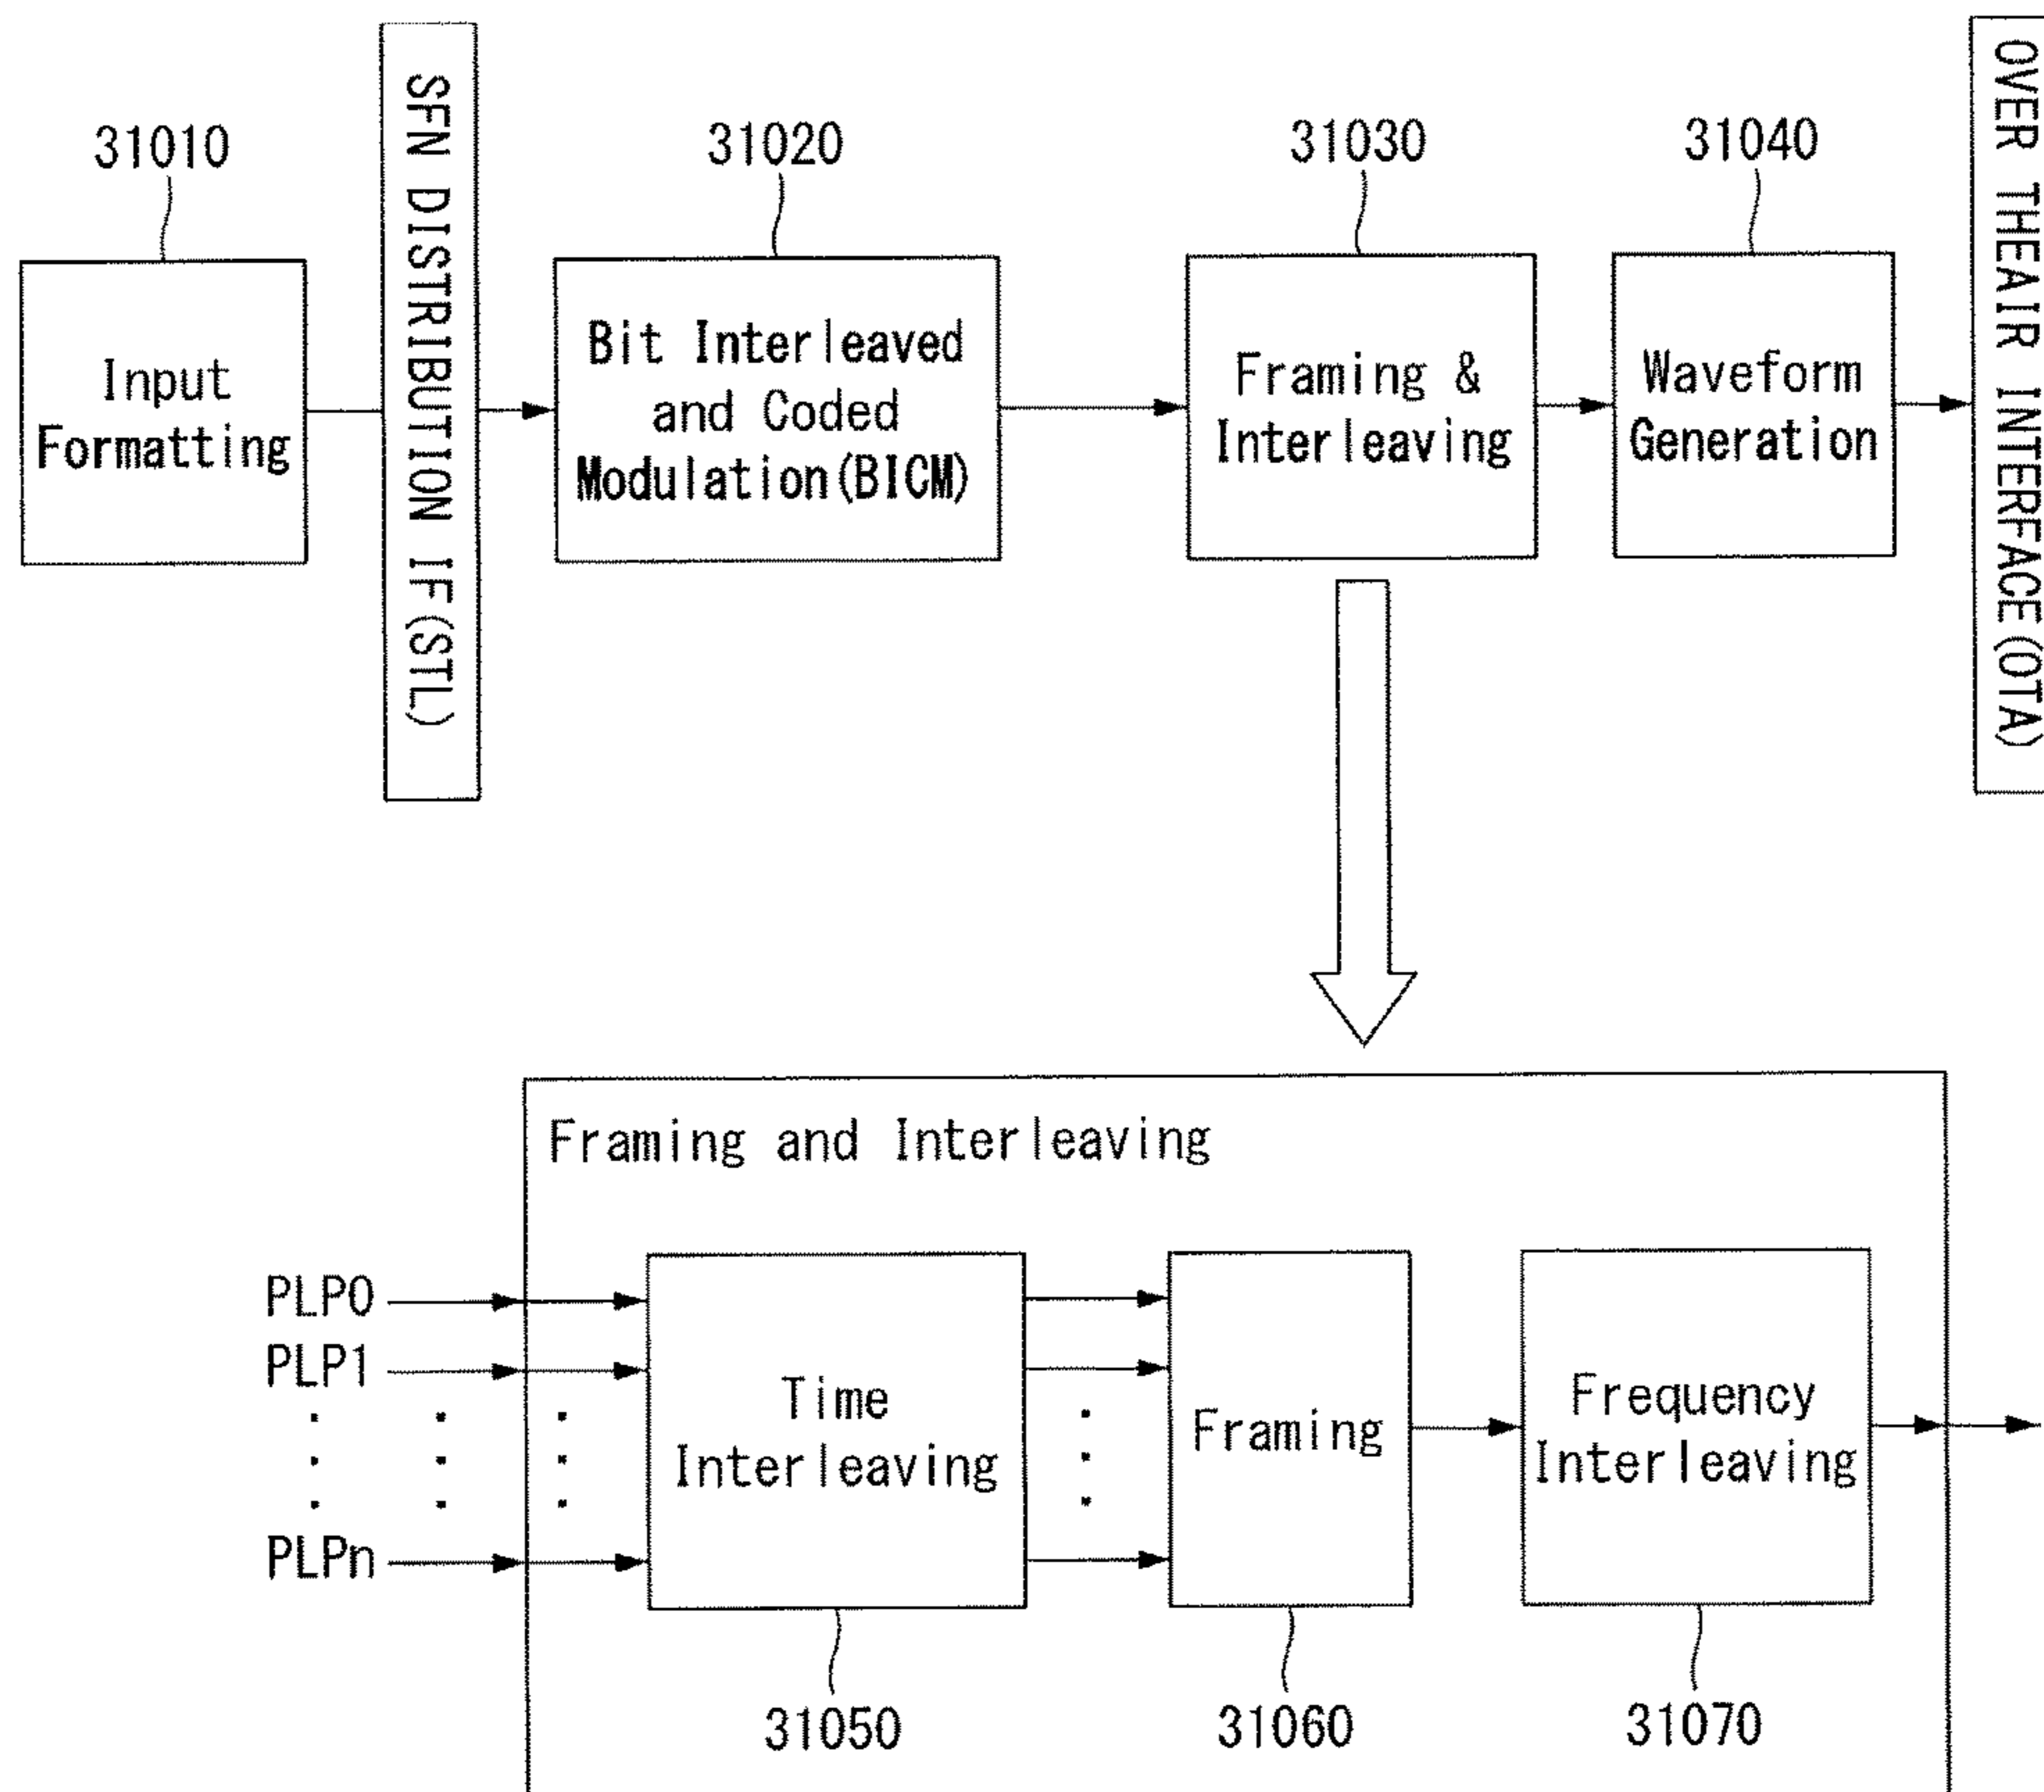 31010
31020
31030
31040
Input
Formatting
SFN DISTRIBUTION IF(STL)
Bit Interleaved
and Coded
Modulation(BICM)
Framing &
Interleaving
Waveform
Generation
OVER THEAIR INTERFACE(OTA)
Framing and Interleaving
PLP0
PLP1
PLPn
Time
Interleaving
Framing
Frequency
Interleaving
31050
31060
31070